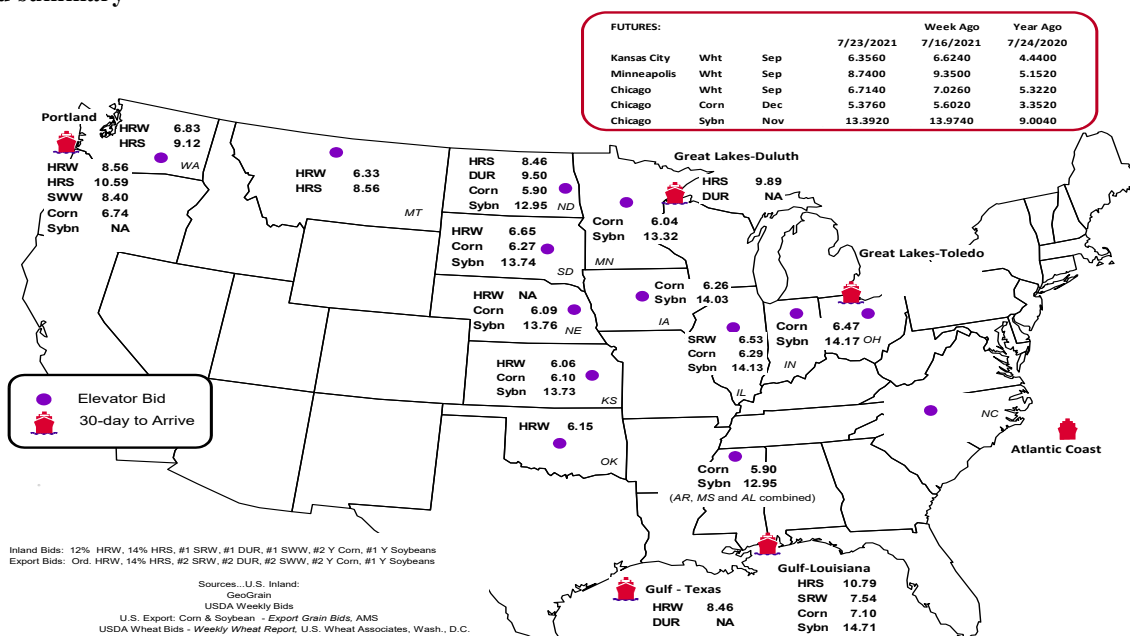 d summary
FUTURES:
Week Ago Year Ago
7/23/2021 7/16/2021 7/24/2020
Kansas City Wht Sep 6.3560 6.6240 4.4400
Minneapolis Wht Sep 8.7400 9.3500 5.1520
Chicago Wht Sep 6.7140 7.0260 5.3220
Chicago Corn Dec 5.3760 5.6020 3.3520
Chicago Sybn Nov 13.3920 13.9740 9.0040
Portland
HRW 8.56
HRS 10.59
SWW 8.40
Corn 6.74
Sybn NA
HRW 6.83
HRS 9.12
WA
HRW 6.33
HRS 8.56
MT
HRS 8.46
DUR 9.50
Corn 5.90
Sybn 12.95
ND
HRW 6.65
Corn 6.27
Sybn 13.74
SD
HRW NA
Corn 6.09
Sybn 13.76
NE
HRW 6.06
Corn 6.10
Sybn 13.73
KS
HRW 6.15
OK
Corn 6.04
Sybn 13.32
MN
Great Lakes-Duluth
HRS 9.89
DUR NA
Corn 6.26
Sybn 14.03
IA
SRW 6.53
Corn 6.29
Sybn 14.13
IL
Great Lakes-Toledo
Corn 6.47
Sybn 14.17
IN
OH
NC
Atlantic Coast
Corn 5.90
Sybn 12.95
(AR, MS and AL combined)
Elevator Bid
30-day to Arrive
Gulf - Texas
HRW 8.46
DUR NA
Gulf-Louisiana
HRS 10.79
SRW 7.54
Corn 7.10
Sybn 14.71
Inland Bids: 12% HRW, 14% HRS, #1 SRW, #1 DUR, #1 SWW, #2 Y Corn, #1 Y Soybeans
Export Bids: Ord. HRW, 14% HRS, #2 SRW, #2 DUR, #2 SWW, #2 Y Corn, #1 Y Soybeans
Sources...U.S. Inland:
GeoGrain
USDA Weekly Bids
U.S. Export: Corn & Soybean - Export Grain Bids, AMS
USDA Wheat Bids - Weekly Wheat Report, U.S. Wheat Associates, Wash., D.C.